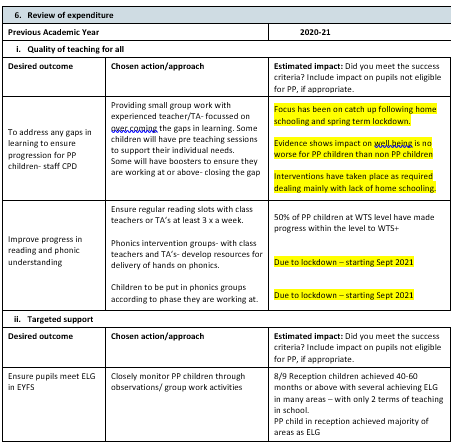 6. Review of expenditure
Previous Academic Year 2020-21
i. Quality of teaching for all
Desired outcome
Chosen action/approach
Estimated impact: Did you meet the success
criteria? Include impact on pupils not eligible
for PP, if appropriate.
To address any gaps in
learning to ensure
progression for PP
children- staff CPD
Providing small group work with
experienced teacher/TA- focussed on
over coming the gaps in learning. Some
children will have pre teaching sessions
to support their individual needs.
Some will have boosters to ensure they
are working at or above- closing the gap
Focus has been on catch up following home
schooling and spring term lockdown.
Evidence shows impact on well being is no
worse for PP children than non PP children
Interventions have taken place as required
dealing mainly with lack of home schooling.
Improve progress in
reading and phonic
understanding
Ensure regular reading slots with class
teachers or TA's at least 3 x a week.
Phonics intervention groups- with class
teachers and TA's- develop resources for
delivery of hands on phonics.
Children to be put in phonics groups
according to phase they are working at.
50% of PP children at WTS level have made
progress within the level to WTS+
Due to lockdown – starting Sept 2021
Due to lockdown – starting Sept 2021
ii. Targeted support
Desired outcome
Chosen action/approach
Estimated impact: Did you meet the success
criteria? Include impact on pupils not eligible
for PP, if appropriate.
Ensure pupils meet ELG
in EYFS
Closely monitor PP children through
observations/ group work activities
8/9 Reception children achieved 40-60
months or above with several achieving ELG
in many areas – with only 2 terms of teaching
in school.
PP child in reception achieved majority of
areas as ELG